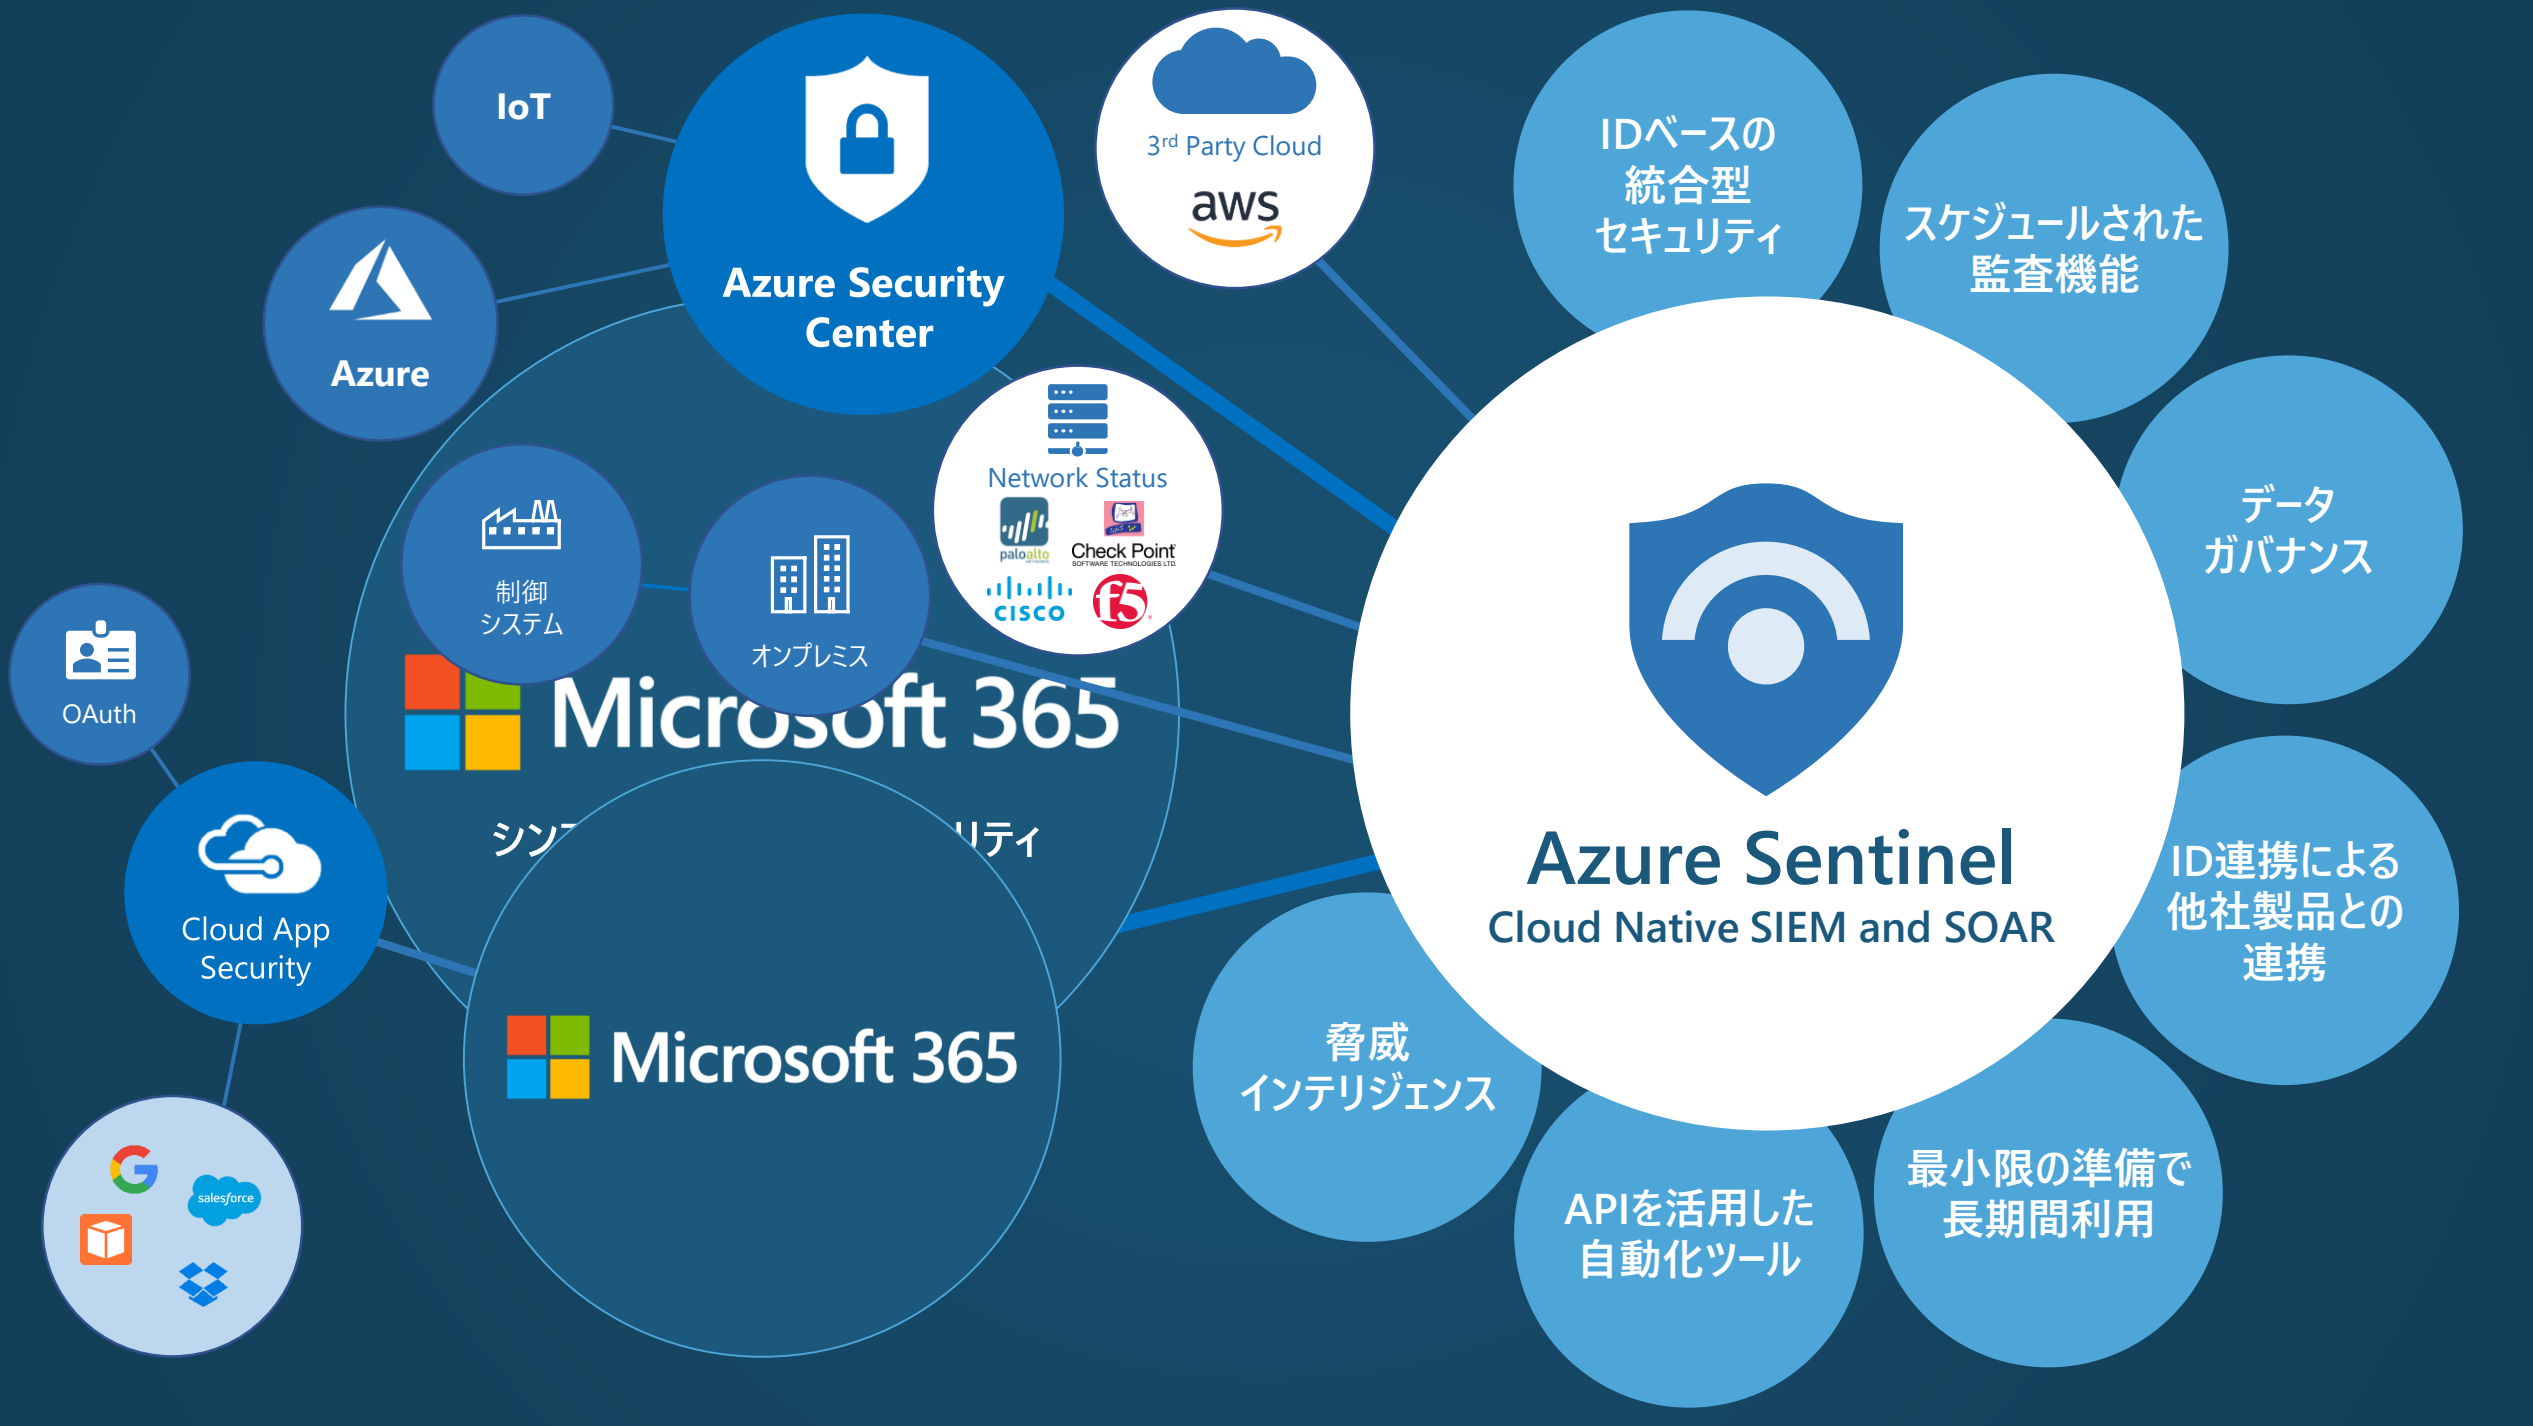 IoT
Azure
Azure Security
Center
3rd Party Cloud
aws
Network Status
paloalto
NETWORKS
Check Point
SOFTWARE TECHNOLOGIES LTD.
CISCO
f5
制御
システム
オンプレミス
Microsoft 365
リティ
OAuth
Cloud App
Security
salesforce
Microsoft 365
IDベースの
統合型
セキュリティ
スケジュールされた
監査機能
データ
ガバナンス
ID連携による
他社製品との
連携
最小限の準備で
長期間利用
APIを活用した
自動化ツール
脅威
インテリジェンス
Azure Sentinel
Cloud Native SIEM and SOAR